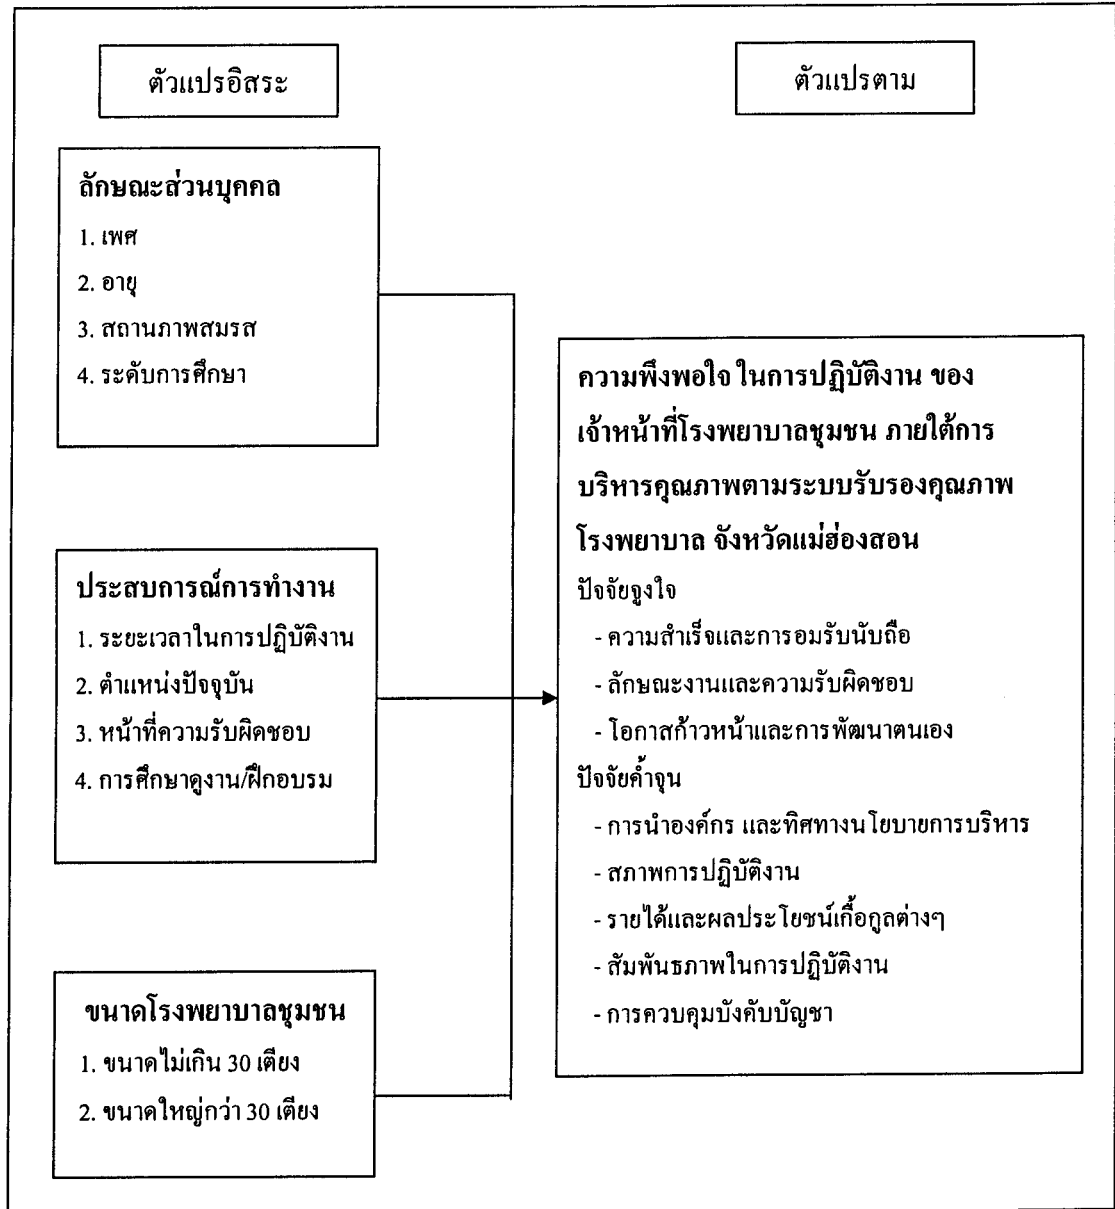 ตัวแปรอิสระ
ตัวแปรตาม
ลักษณะส่วนบุคคล
1. เพศ
2. อายุ
3. สถานภาพสมรส
4. ระดับการศึกษา
ประสบการณ์การทำงาน
1. ระยะเวลาในการปฏิบัติงาน
2. ตำแหน่งปัจจุบัน
3. หน้าที่ความรับผิดชอบ
4. การศึกษาดูงาน/ฝึกอบรม
ขนาดโรงพยาบาลชุมชน
1. ขนาดไม่เกิน 30 เตียง
2. ขนาดใหญ่กว่า 30 เตียง
ความพึงพอใจ ในการปฏิบัติงาน ของ
เจ้าหน้าที่โรงพยาบาลชุมชน ภายใต้การ
บริหารคุณภาพตามระบบรับรองคุณภาพ
โรงพยาบาล จังหวัดแม่ฮ่องสอน
ปัจจัยจูงใจ
- ความสำเร็จและการอมรับนับถือ
- ลักษณะงานและความรับผิดชอบ
- โอกาสก้าวหน้าและการพัฒนาตนเอง
ปัจจัยค้ำจุน
- การนำองค์กร และทิศทางนโยบายการบริหาร
- สภาพการปฏิบัติงาน
- รายได้และผลประโยชน์เกื้อกูลต่างๆ
- สัมพันธภาพในการปฏิบัติงาน
- การควบคุมบังคับบัญชา